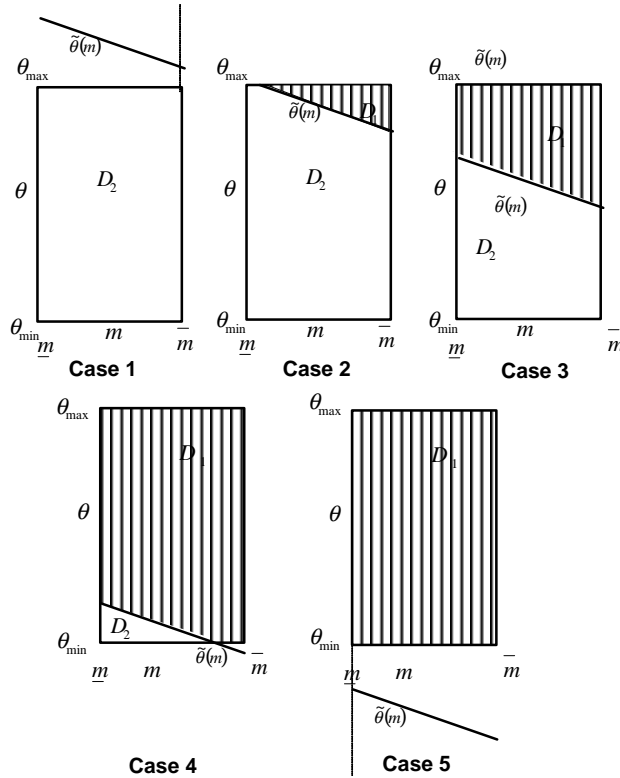 θ̃(m)
θmax
D₂
θ
θmin
m̲ m m̅
Case 1
θmax
θ̃(m) D₁
D₂
θ
θmin
m̲ m m̅
Case 2
θ̃(m)
θmax
D₁
θ
θ̃(m)
D₂
θmin
m̲ m m̅
Case 3
θmax
D₁
θ
D₂
θmin
θ̃(m)
m̲ m m̅
Case 4
θmax
D₁
θ
θmin
m̲ m m̅
θ̃(m)
Case 5